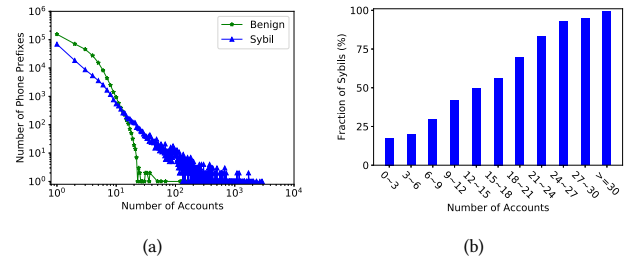 10^6
10^5
10^4
10^3
10^2
10^1
10^0
Number of Phone Prefixes
Benign
Sybil
10^0 10^1 10^2 10^3 10^4
Number of Accounts
(a)
100
75
50
25
0
Fraction of Sybils (%)
0~3 3~6 6~9 9~12 12~15 15~18 18~21 21~24 24~27 27~30 >=30
Number of Accounts
(b)